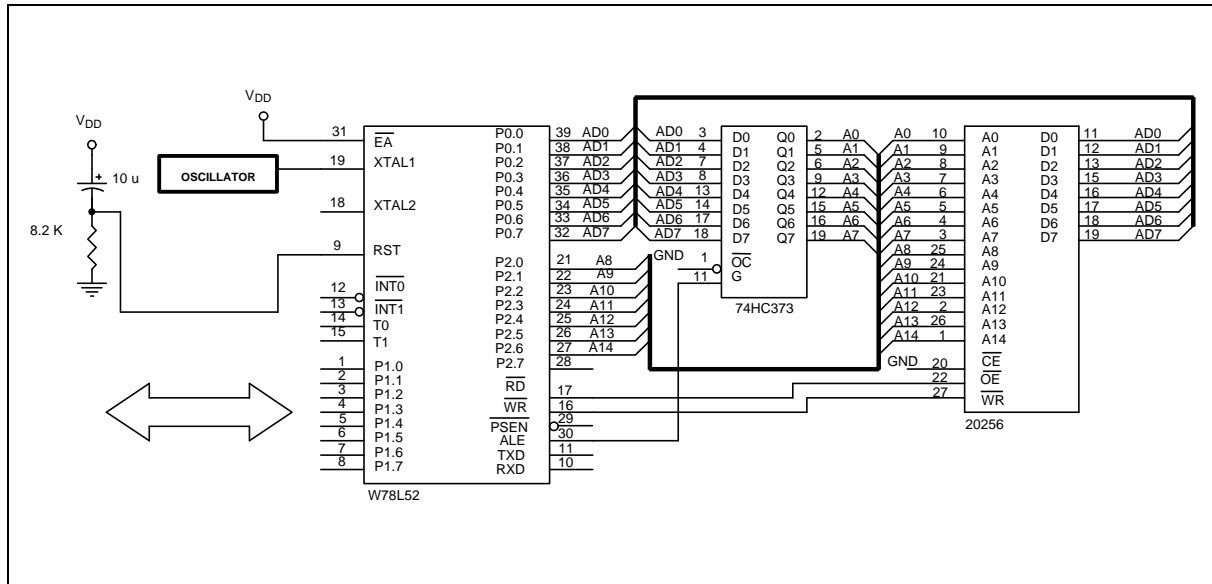 V_DD
V_DD
10 u
8.2 K
OSCILLATOR
31 EA
19 XTAL1
18 XTAL2
9 RST
12 INT0
13 INT1
14 T0
15 T1
1 P1.0
2 P1.1
3 P1.2
4 P1.3
5 P1.4
6 P1.5
7 P1.6
8 P1.7
P0.0 39 AD0
P0.1 38 AD1
P0.2 37 AD2
P0.3 36 AD3
P0.4 35 AD4
P0.5 34 AD5
P0.6 33 AD6
P0.7 32 AD7
P2.0 21 A8
P2.1 22 A9
P2.2 23 A10
P2.3 24 A11
P2.4 25 A12
P2.5 26 A13
P2.6 27 A14
P2.7 28
RD 17
WR 16
PSEN 29
ALE 30
TXD 11
RXD 10
W78L52
AD0 3 D0 Q0 2 A0
AD1 4 D1 Q1 5 A1
AD2 7 D2 Q2 6 A2
AD3 8 D3 Q3 9 A3
AD4 13 D4 Q4 12 A4
AD5 14 D5 Q5 15 A5
AD6 17 D6 Q6 16 A6
AD7 18 D7 Q7 19 A7
GND 1 OC
11 G
74HC373
A0 10 A0 D0 11 AD0
A1 9 A1 D1 12 AD1
A2 8 A2 D2 13 AD2
A3 7 A3 D3 15 AD3
A4 6 A4 D4 16 AD4
A5 5 A5 D5 17 AD5
A6 4 A6 D6 18 AD6
A7 3 A7 D7 19 AD7
A8 25 A8
A9 24 A9
A10 21 A10
A11 23 A11
A12 2 A12
A13 26 A13
A14 1 A14
GND 20 CE
22 OE
27 WR
20256